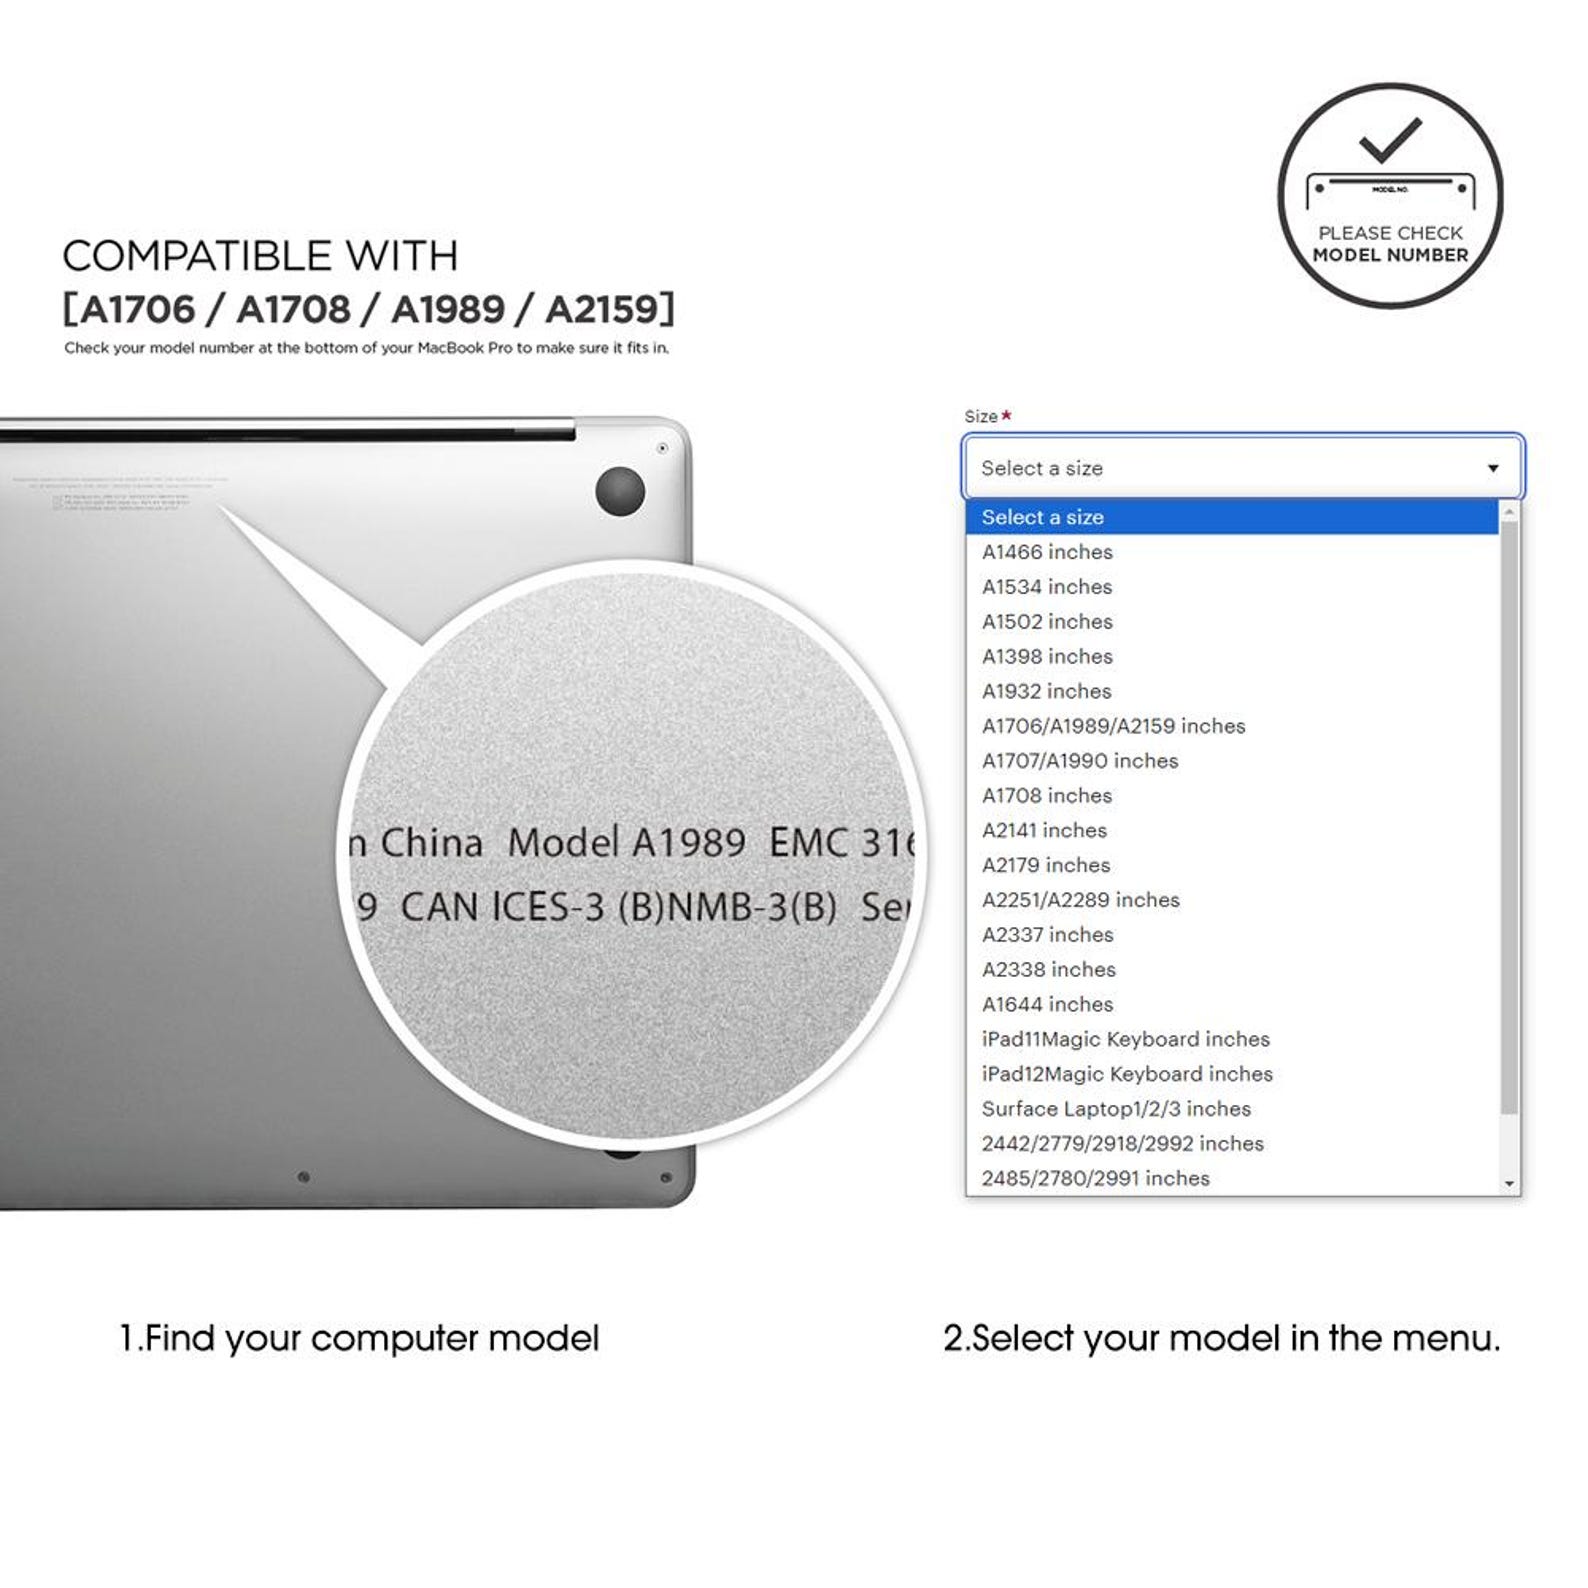 MODEL NO.
PLEASE CHECK
MODEL NUMBER
COMPATIBLE WITH
[A1706 / A1708 / A1989 / A2159]
Check your model number at the bottom of your MacBook Pro to make sure it fits in.
n China Model A1989 EMC 316
9 CAN ICES-3 (B)NMB-3(B) Ser
Size*
Select a size
Select a size
A1466 inches
A1534 inches
A1502 inches
A1398 inches
A1932 inches
A1706/A1989/A2159 inches
A1707/A1990 inches
A1708 inches
A2141 inches
A2179 inches
A2251/A2289 inches
A2337 inches
A2338 inches
A1644 inches
iPad11Magic Keyboard inches
iPad12Magic Keyboard inches
Surface Laptop1/2/3 inches
2442/2779/2918/2992 inches
2485/2780/2991 inches
1.Find your computer model
2.Select your model in the menu.